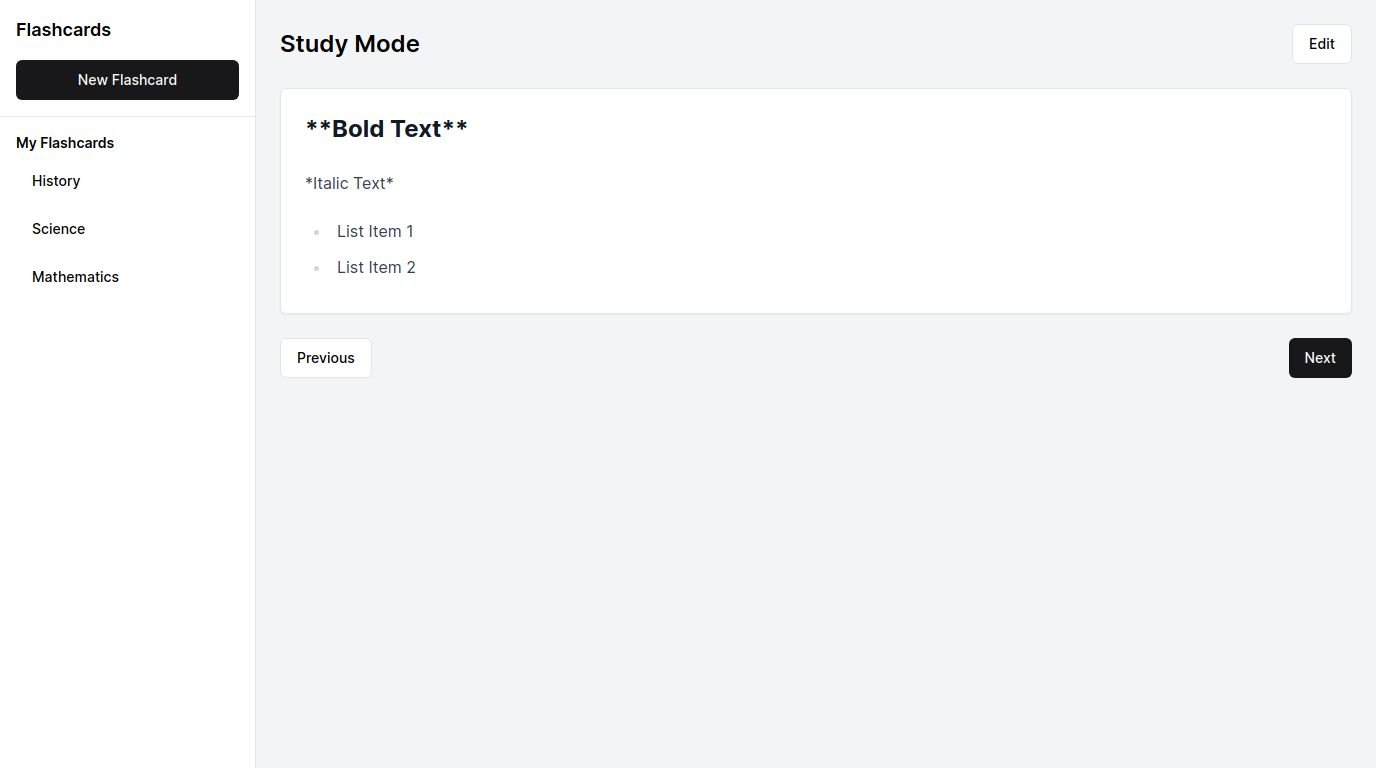 Flashcards
New Flashcard
My Flashcards
History
Science
Mathematics
Study Mode
Edit
**Bold Text**
*Italic Text*
List Item 1
List Item 2
Previous
Next